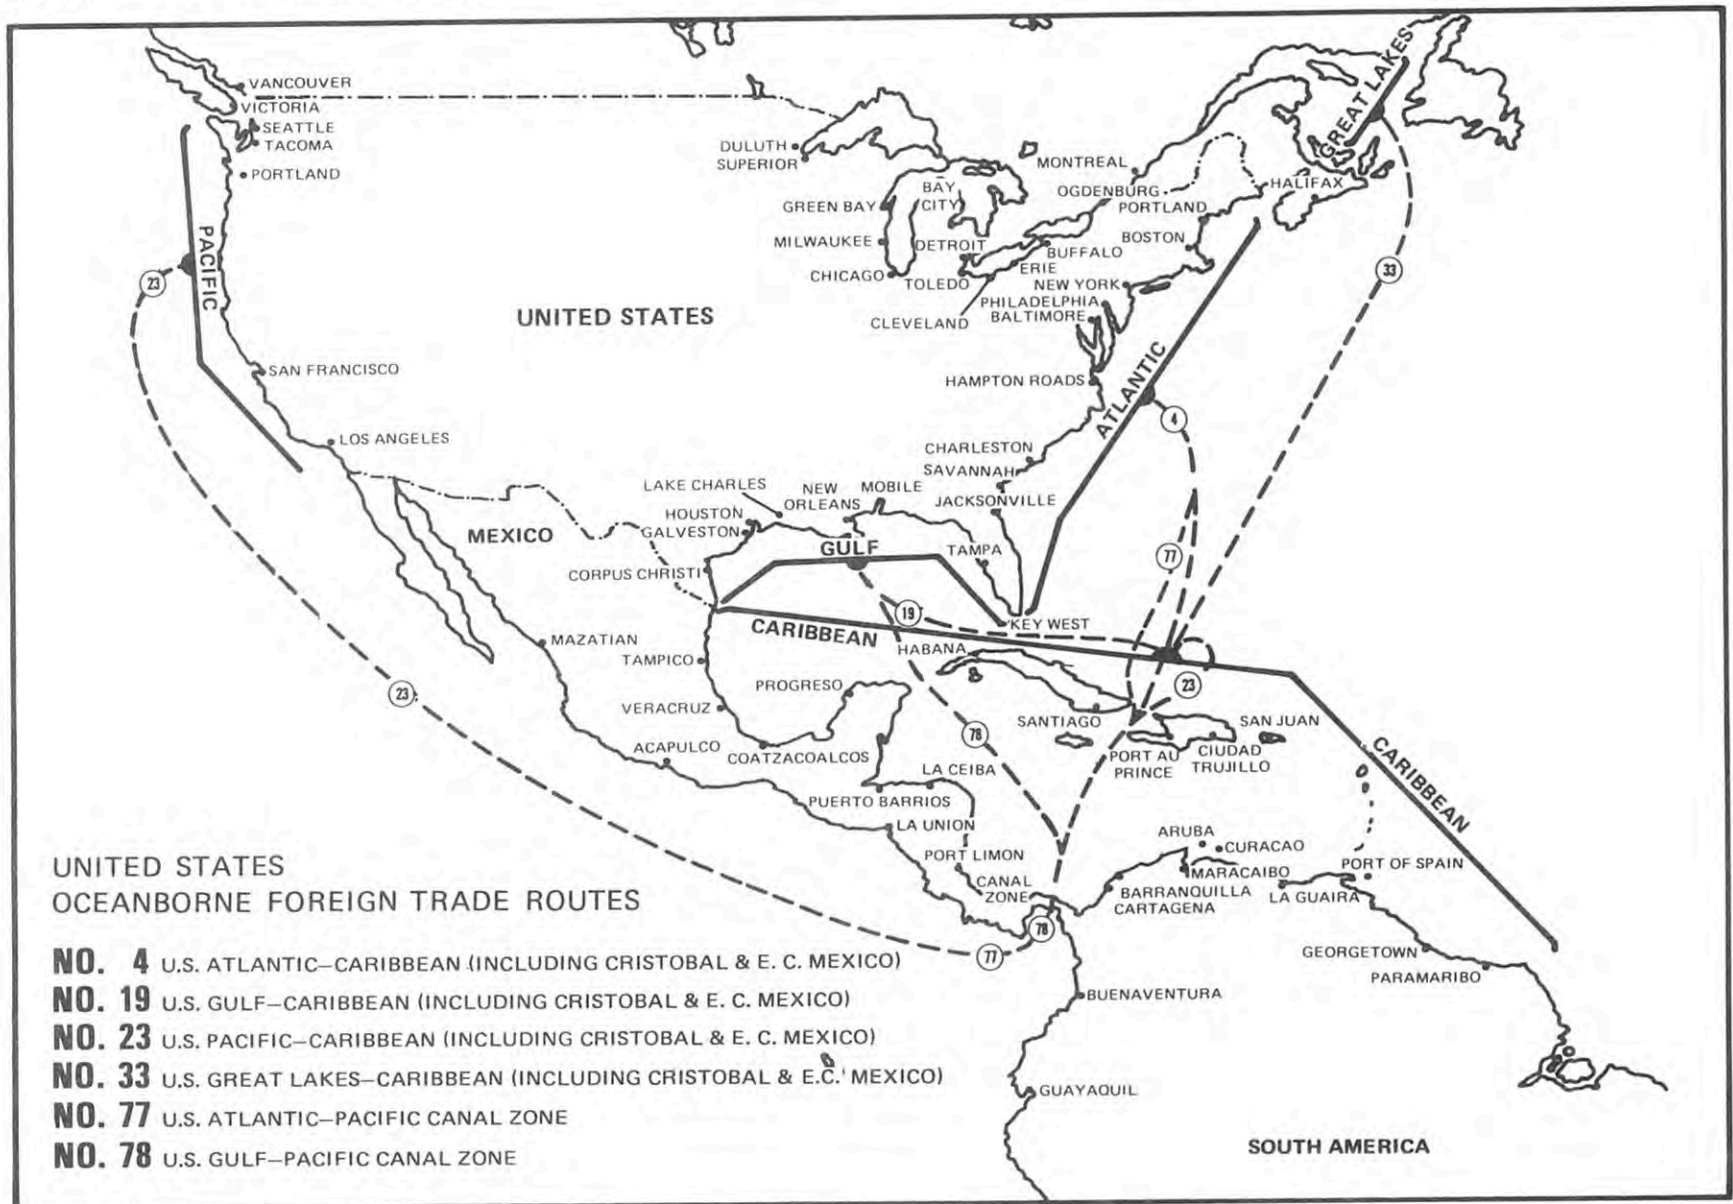 VANCOUVER
VICTORIA
SEATTLE
TACOMA
PORTLAND
PACIFIC
23
SAN FRANCISCO
LOS ANGELES
UNITED STATES
DULUTH
SUPERIOR
GREEN BAY
MILWAUKEE
CHICAGO
BAY
CITY
DETROIT
TOLEDO
CLEVELAND
ERIE
BUFFALO
MONTREAL
OGDENBURG
PORTLAND
BOSTON
NEW YORK
PHILADELPHIA
BALTIMORE
HAMPTON ROADS
HALIFAX
GREAT LAKES
33
ATLANTIC
4
CHARLESTON
SAVANNAH
JACKSONVILLE
LAKE CHARLES
NEW
ORLEANS
MOBILE
HOUSTON
GALVESTON
CORPUS CHRISTI
GULF
TAMPA
77
MEXICO
19
KEY WEST
CARIBBEAN
HABANA
MAZATIAN
TAMPICO
PROGRESO
VERACRUZ
ACAPULCO
COATZACOALCOS
23
23
78
SANTIAGO
SAN JUAN
PORT AU
PRINCE
CIUDAD
TRUJILLO
CARIBBEAN
LA CEIBA
PUERTO BARRIOS
LA UNION
PORT LIMON
CANAL
ZONE
ARUBA
CURACAO
MARACAIBO
BARRANQUILLA
CARTAGENA
LA GUAIRA
PORT OF SPAIN
78
77
GEORGETOWN
PARAMARIBO
BUENAVENTURA
GUAYAQUIL
SOUTH AMERICA
UNITED STATES
OCEANBORNE FOREIGN TRADE ROUTES
NO. 4 U.S. ATLANTIC–CARIBBEAN (INCLUDING CRISTOBAL & E. C. MEXICO)
NO. 19 U.S. GULF–CARIBBEAN (INCLUDING CRISTOBAL & E. C. MEXICO)
NO. 23 U.S. PACIFIC–CARIBBEAN (INCLUDING CRISTOBAL & E. C. MEXICO)
NO. 33 U.S. GREAT LAKES–CARIBBEAN (INCLUDING CRISTOBAL & E.C. MEXICO)
NO. 77 U.S. ATLANTIC–PACIFIC CANAL ZONE
NO. 78 U.S. GULF–PACIFIC CANAL ZONE